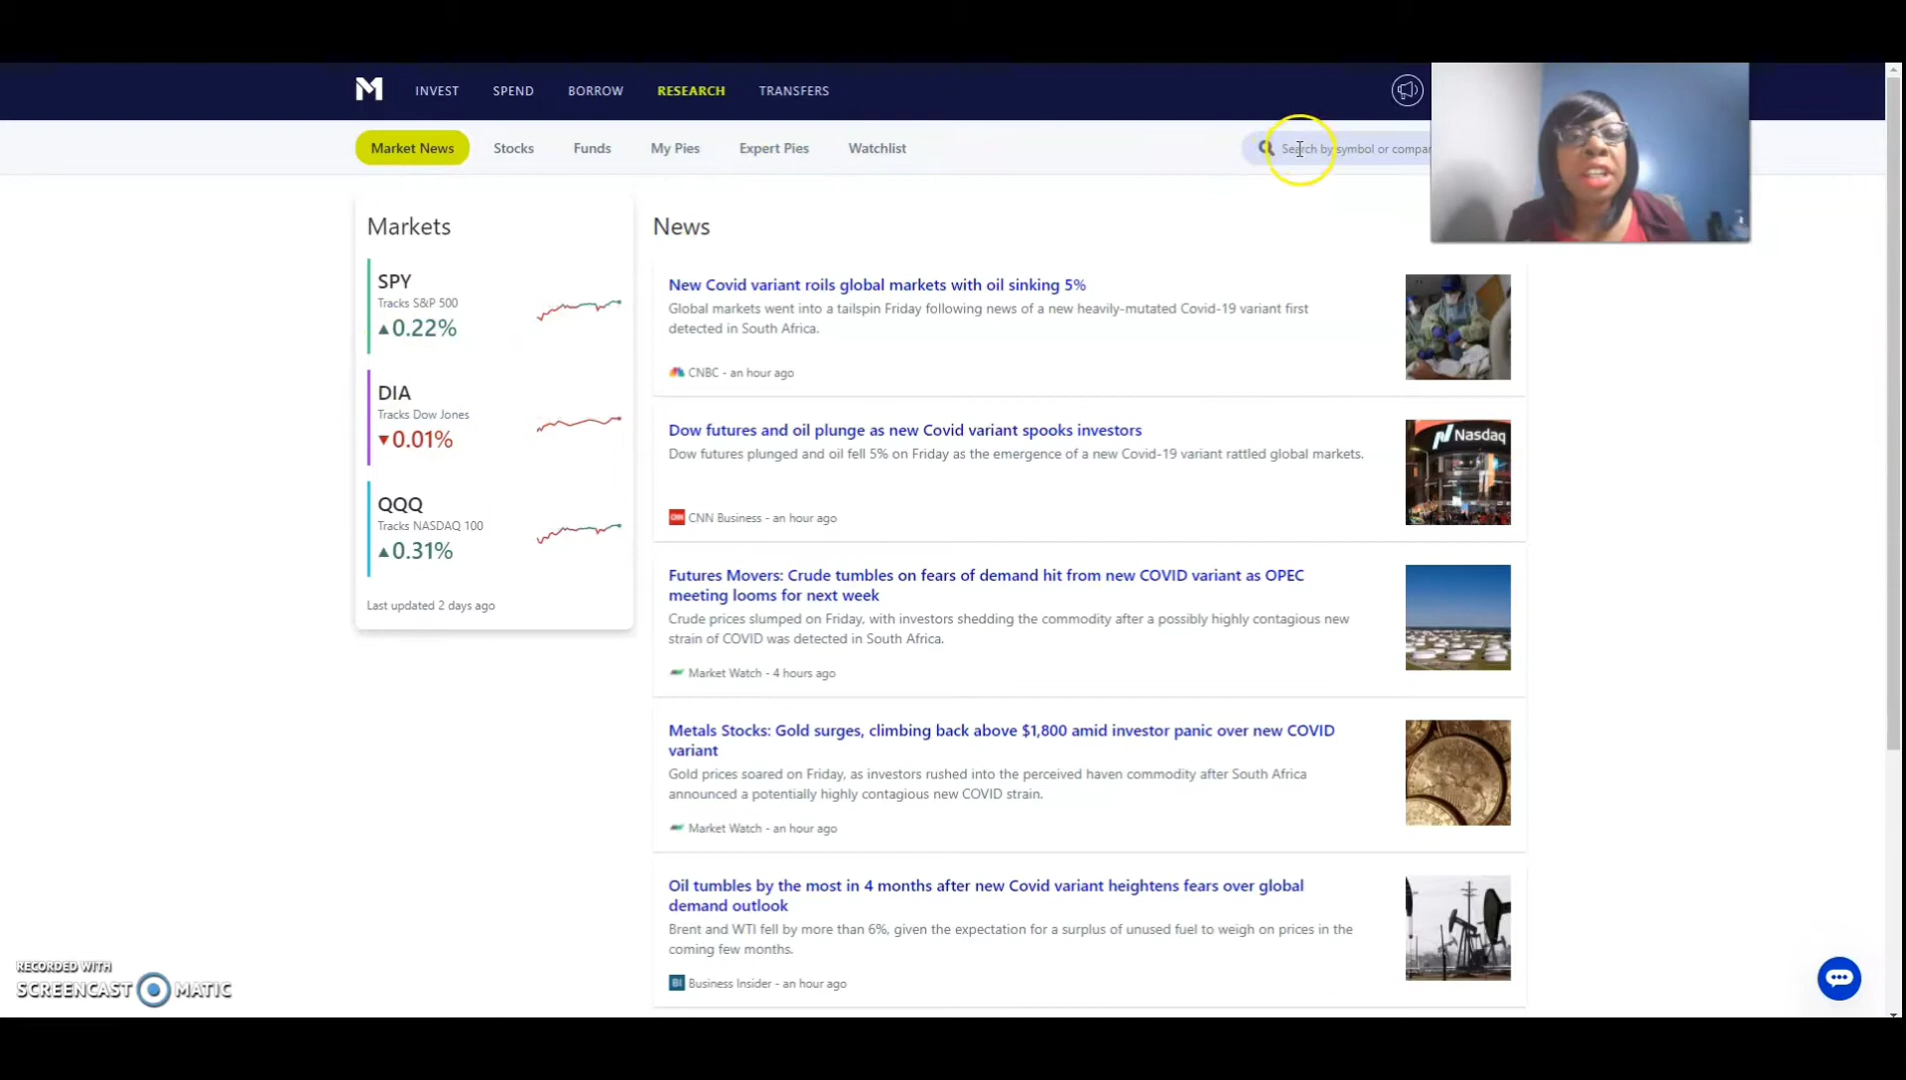 M INVEST SPEND BORROW RESEARCH TRANSFERS
Market News Stocks Funds My Pies Expert Pies Watchlist Search by symbol or compar
Markets
SPY
Tracks S&P 500
▲0.22%
DIA
Tracks Dow Jones
▼0.01%
QQQ
Tracks NASDAQ 100
▲0.31%
Last updated 2 days ago
News
New Covid variant roils global markets with oil sinking 5%
Global markets went into a tailspin Friday following news of a new heavily-mutated Covid-19 variant first
detected in South Africa.
CNBC - an hour ago
Dow futures and oil plunge as new Covid variant spooks investors
Dow futures plunged and oil fell 5% on Friday as the emergence of a new Covid-19 variant rattled global markets.
CNN Business - an hour ago
Nasdaq
Futures Movers: Crude tumbles on fears of demand hit from new COVID variant as OPEC
meeting looms for next week
Crude prices slumped on Friday, with investors shedding the commodity after a possibly highly contagious new
strain of COVID was detected in South Africa.
Market Watch - 4 hours ago
Metals Stocks: Gold surges, climbing back above $1,800 amid investor panic over new COVID
variant
Gold prices soared on Friday, as investors rushed into the perceived haven commodity after South Africa
announced a potentially highly contagious new COVID strain.
Market Watch - an hour ago
Oil tumbles by the most in 4 months after new Covid variant heightens fears over global
demand outlook
Brent and WTI fell by more than 6%, given the expectation for a surplus of unused fuel to weigh on prices in the
coming few months.
BI Business Insider - an hour ago
RECORDED WITH
SCREENCAST MATIC